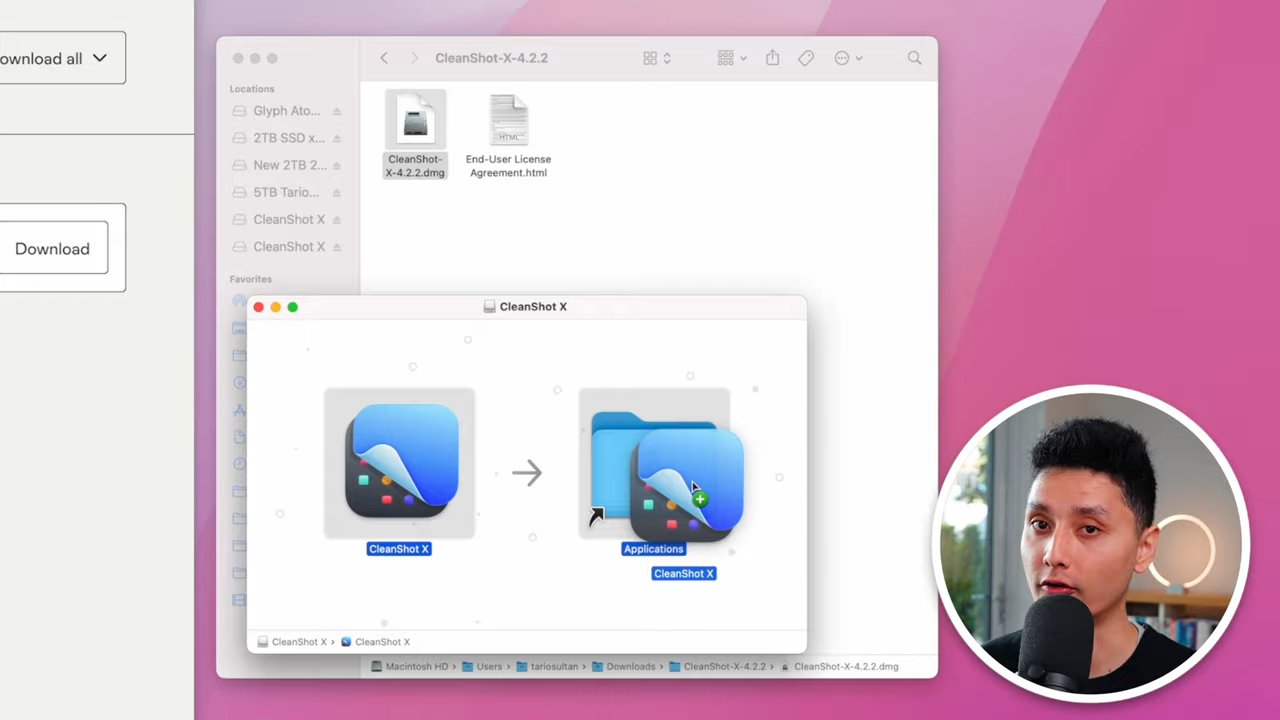 ownload all
Download
CleanShot-X-4.2.2
Locations
Glyph Ato...
2TB SSD x...
New 2TB 2...
5TB Tario...
CleanShot X
CleanShot X
Favorites
CleanShot-
X-4.2.2.dmg
HTML
End-User License
Agreement.html
CleanShot X
CleanShot X
Applications
CleanShot X
CleanShot X › CleanShot X
Macintosh HD › Users › tariosultan › Downloads › CleanShot-X-4.2.2 › CleanShot-X-4.2.2.dmg